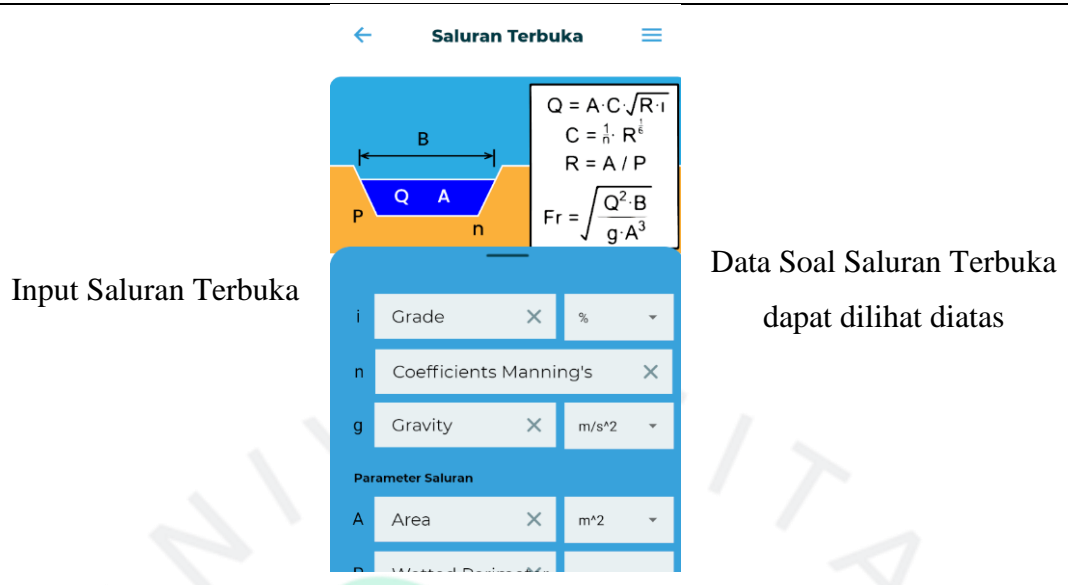 Saluran Terbuka
Q = A·C·√R·ı
C = 1/n · R^1/6
R = A / P
Fr = √Q²·B / g·A³
B
Q A
P
n
Input Saluran Terbuka
Data Soal Saluran Terbuka
dapat dilihat diatas
i Grade %
n Coefficients Manning's
g Gravity m/s^2
Parameter Saluran
A Area m^2